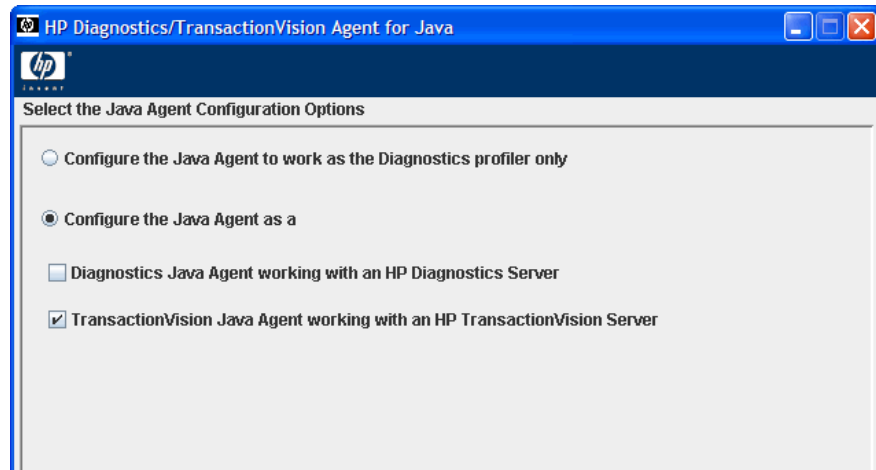 HP Diagnostics/TransactionVision Agent for Java
hp
invent
Select the Java Agent Configuration Options
Configure the Java Agent to work as the Diagnostics profiler only
Configure the Java Agent as a
Diagnostics Java Agent working with an HP Diagnostics Server
TransactionVision Java Agent working with an HP TransactionVision Server